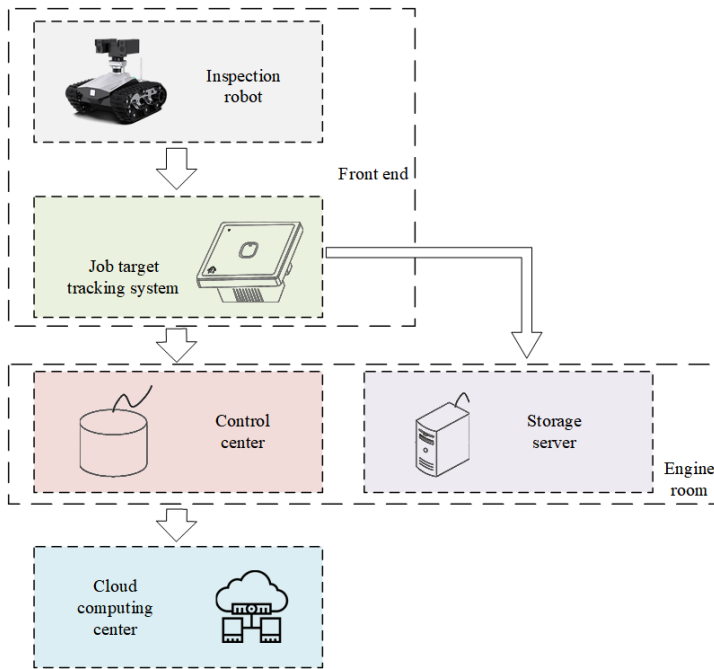 Inspection
robot
Front end
Job target
tracking system
Control
center
Storage
server
Engine
room
Cloud
computing
center